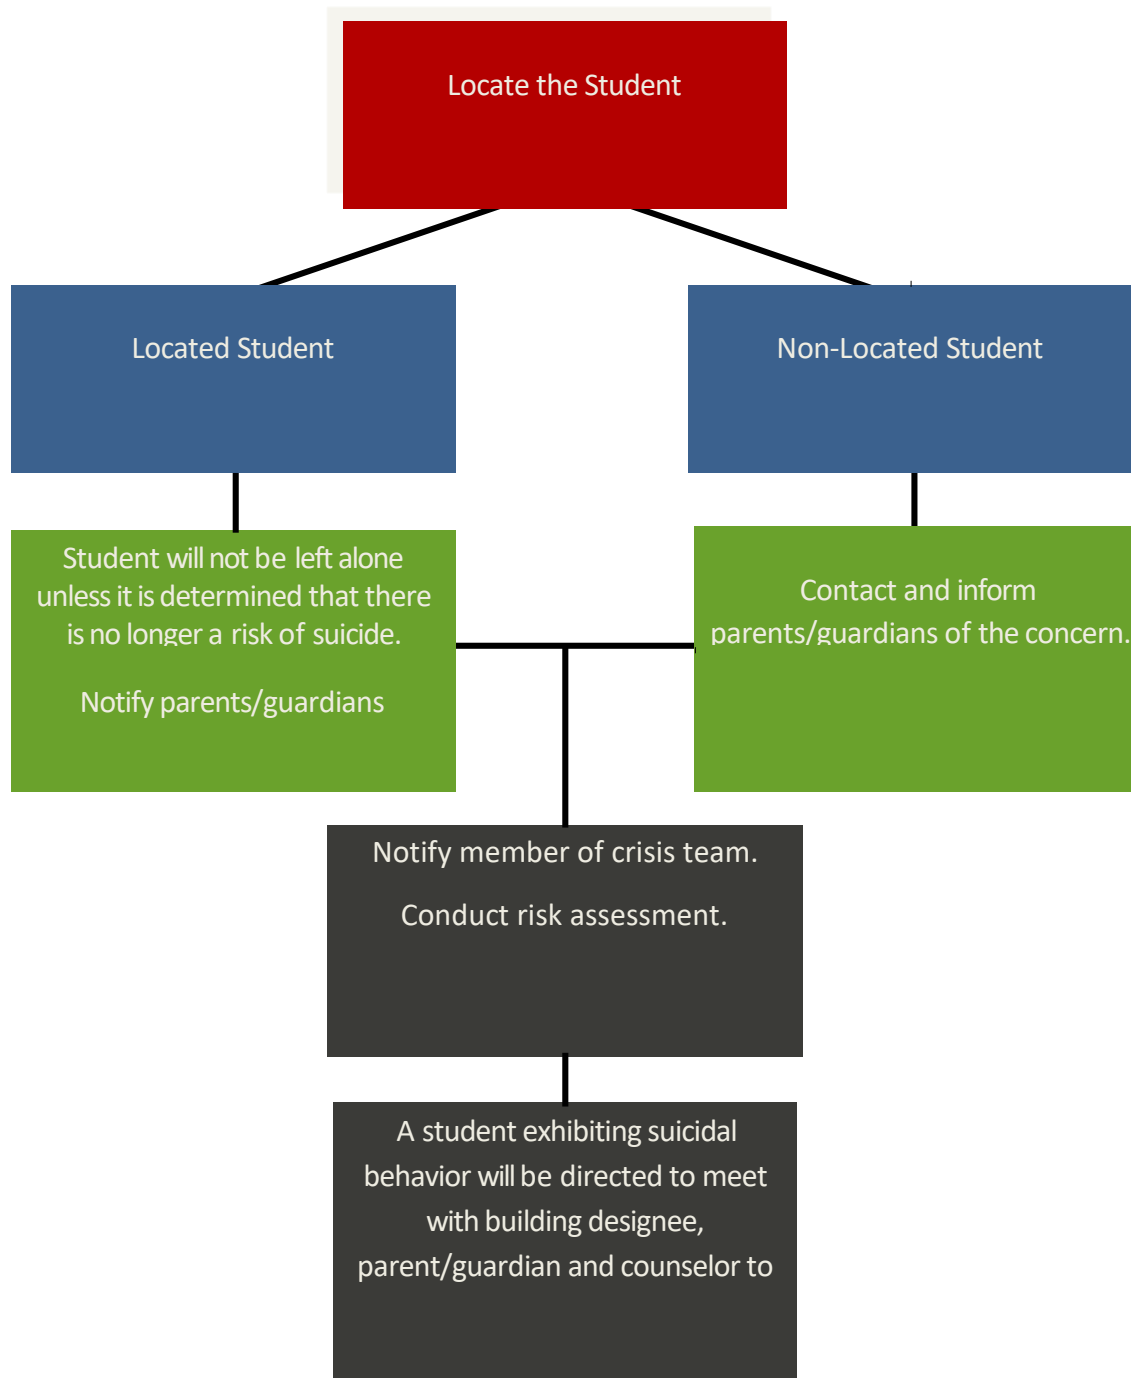 Locate the Student
Located Student
Non-Located Student
Student will not be left alone
unless it is determined that there
is no longer a risk of suicide.
Notify parents/guardians
Contact and inform
parents/guardians of the concern.
Notify member of crisis team.
Conduct risk assessment.
A student exhibiting suicidal
behavior will be directed to meet
with building designee,
parent/guardian and counselor to